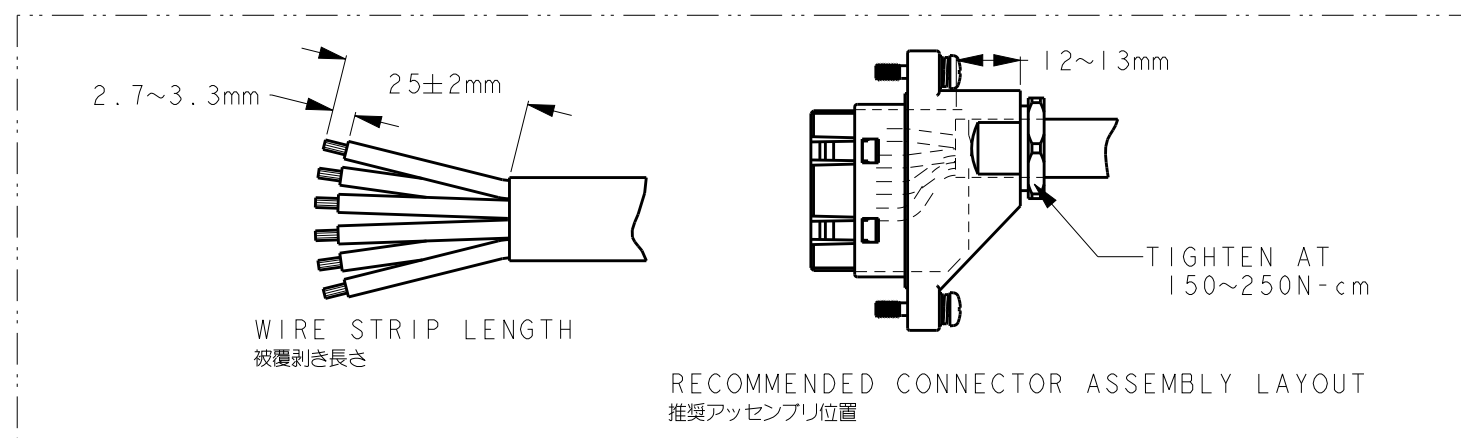 2.7~3.3mm
25±2mm
WIRE STRIP LENGTH
被覆剥き長さ
12~13mm
TIGHTEN AT
150~250N-cm
RECOMMENDED CONNECTOR ASSEMBLY LAYOUT
推奨アッセンブリ位置